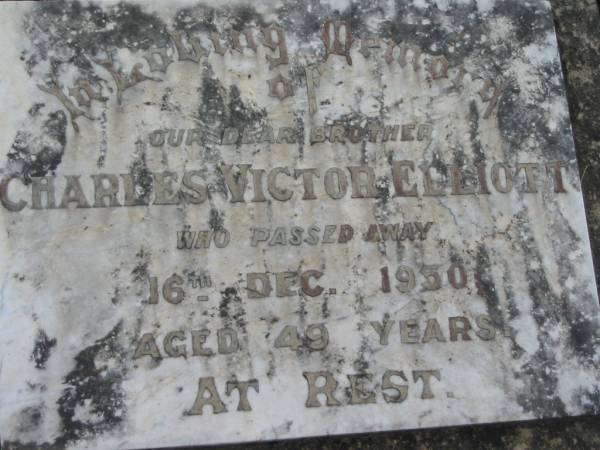 In Loving Memory
of
OUR DEAR BROTHER
CHARLES VICTOR ELLIOTT
WHO PASSED AWAY
16TH DEC. 1930
AGED 49 YEARS
AT REST.